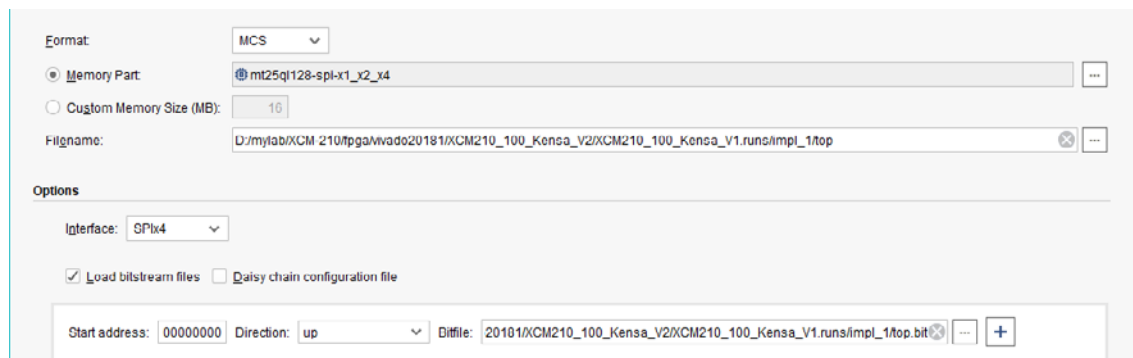 Format: MCS
Memory Part: mt25ql128-spi-x1_x2_x4 ...
Custom Memory Size (MB): 16
Filename: D:/mylab/XCM-210/fpga/vivado20181/XCM210_100_Kensa_V2/XCM210_100_Kensa_V1.runs/impl_1/top ...
Options
Interface: SPIx4
Load bitstream files Daisy chain configuration file
Start address: 00000000 Direction: up Bitfile: 20181/XCM210_100_Kensa_V2/XCM210_100_Kensa_V1.runs/impl_1/top.bit ... +